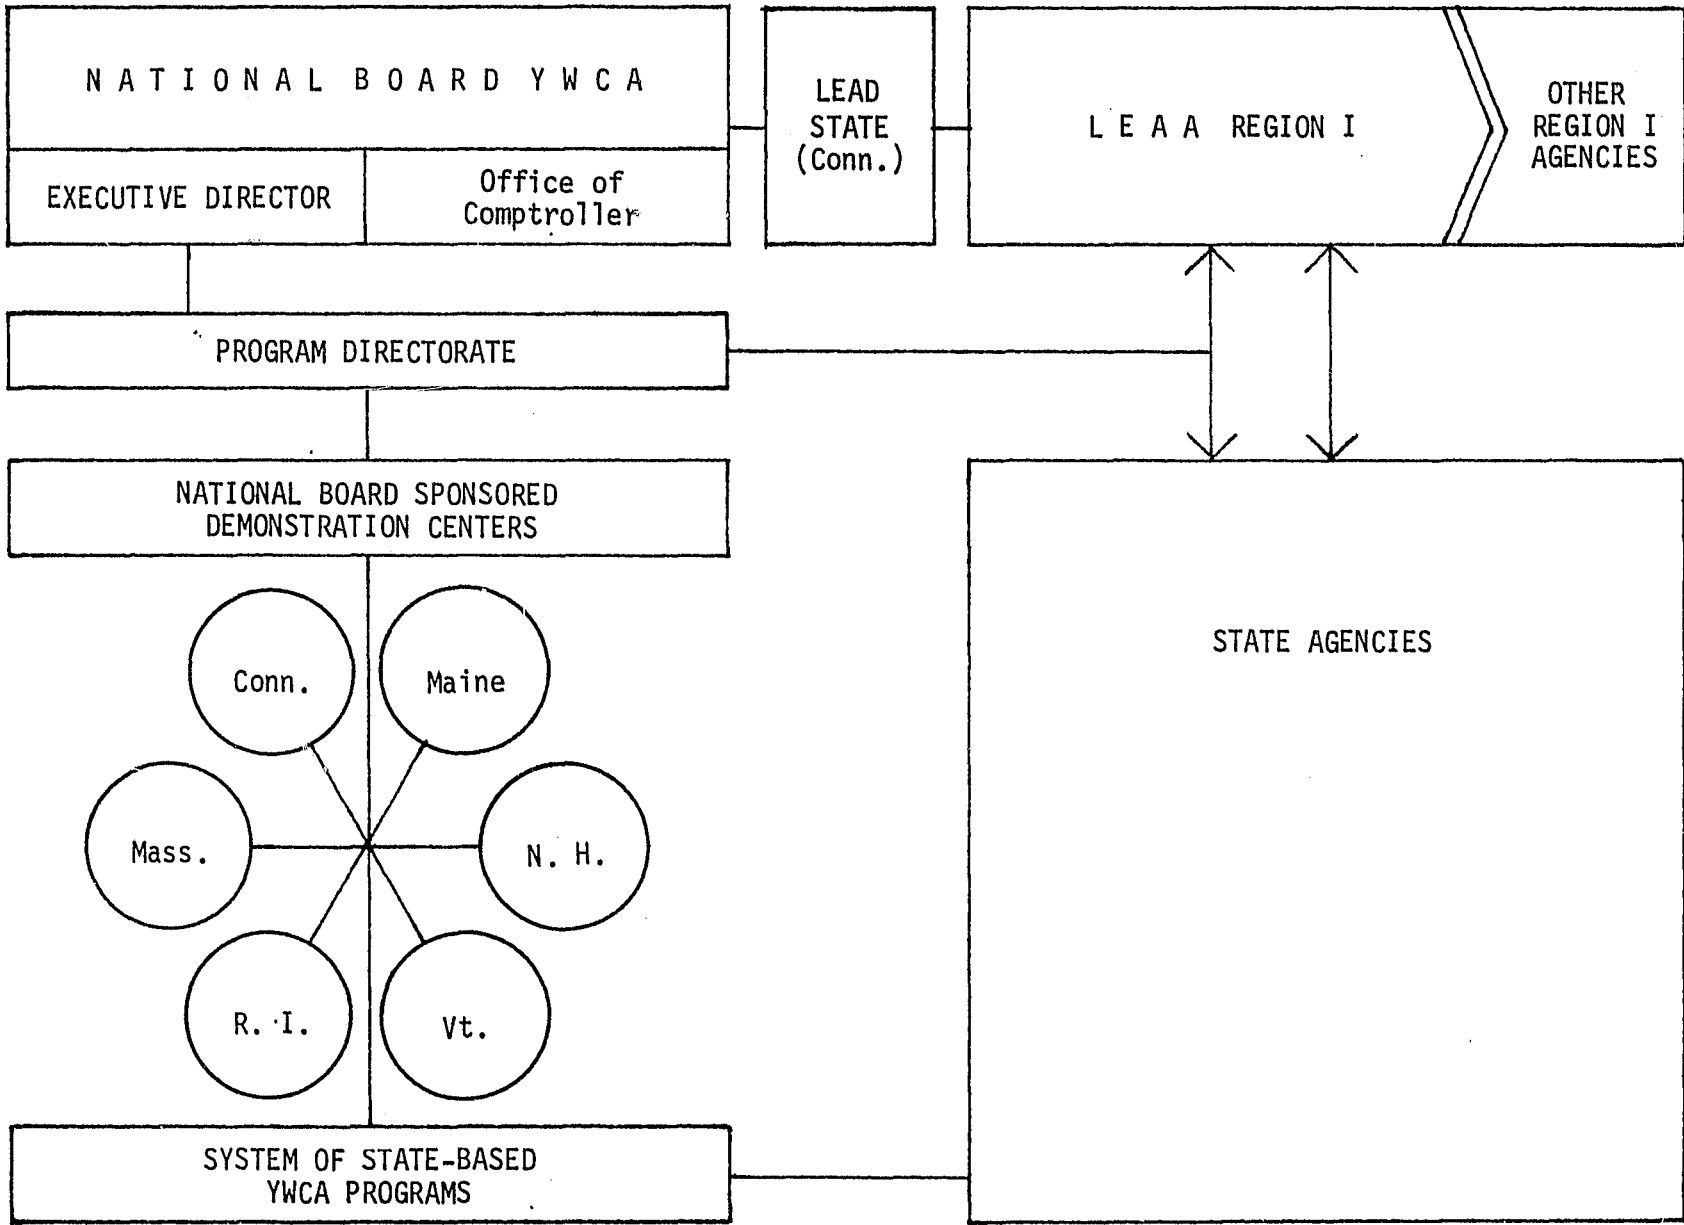 NATIONAL BOARD YWCA
EXECUTIVE DIRECTOR
Office of
Comptroller
LEAD
STATE
(Conn.)
LEAA REGION I
OTHER
REGION I
AGENCIES
PROGRAM DIRECTORATE
NATIONAL BOARD SPONSORED
DEMONSTRATION CENTERS
Conn.
Maine
Mass.
N. H.
R. I.
Vt.
STATE AGENCIES
SYSTEM OF STATE-BASED
YWCA PROGRAMS